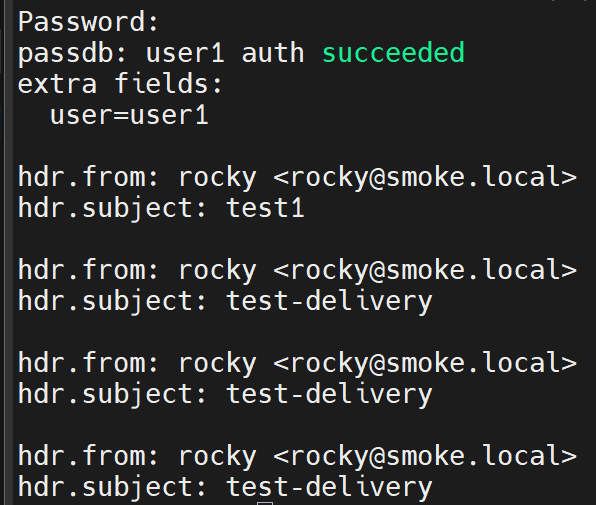 Password:
passdb: user1 auth succeeded
extra fields:
  user=user1

hdr.from: rocky <rocky@smoke.local>
hdr.subject: test1

hdr.from: rocky <rocky@smoke.local>
hdr.subject: test-delivery

hdr.from: rocky <rocky@smoke.local>
hdr.subject: test-delivery

hdr.from: rocky <rocky@smoke.local>
hdr.subject: test-delivery